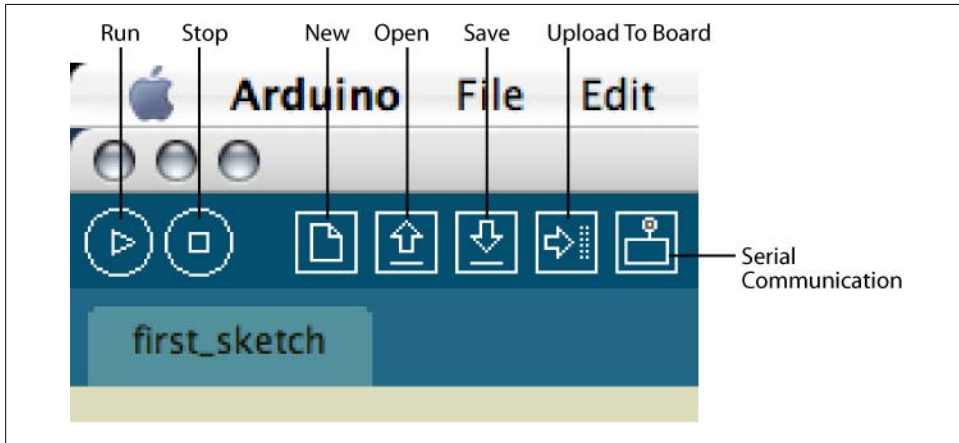 Run Stop New Open Save Upload To Board
Arduino File Edit
Serial
Communication
first_sketch